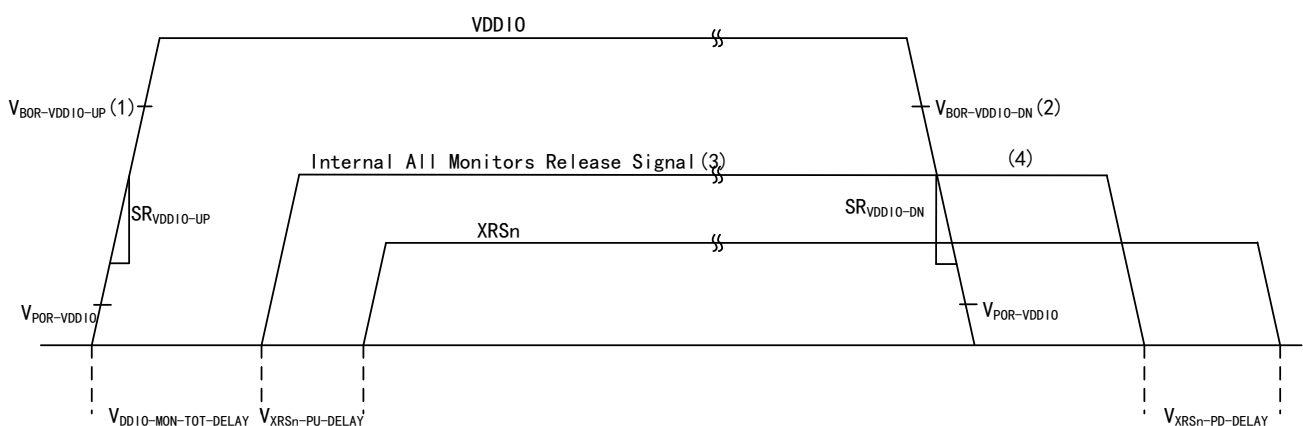 VDDIO
V_BOR-VDDIO-UP(1)
V_BOR-VDDIO-DN(2)
Internal All Monitors Release Signal(3)
(4)
SR_VDDIO-UP
SR_VDDIO-DN
XRSn
V_POR-VDDIO
V_POR-VDDIO
V_DDIO-MON-TOT-DELAY
V_XRSn-PU-DELAY
V_XRSn-PD-DELAY